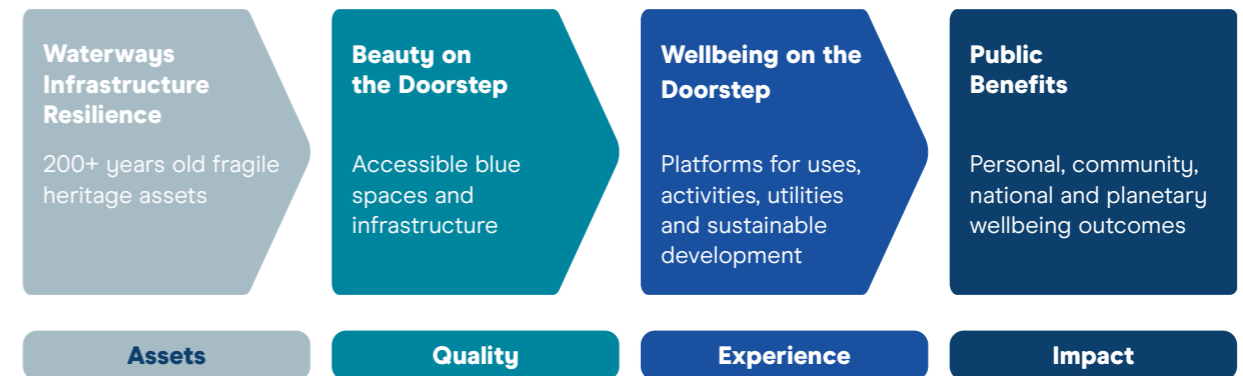 Waterways
Infrastructure
Resilience
200+ years old fragile
heritage assets
Beauty on
the Doorstep
Accessible blue
spaces and
infrastructure
Wellbeing on the
Doorstep
Platforms for uses,
activities, utilities
and sustainable
development
Public
Benefits
Personal, community,
national and planetary
wellbeing outcomes
Assets
Quality
Experience
Impact